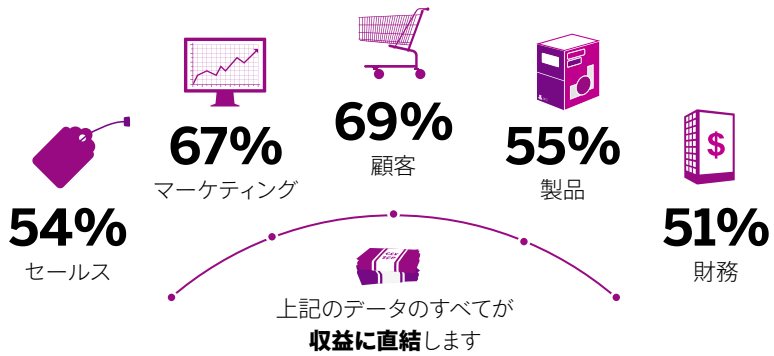 54%
セールス
67%
マーケティング
69%
顧客
55%
製品
$
51%
財務
上記のデータのすべてが
収益に直結します